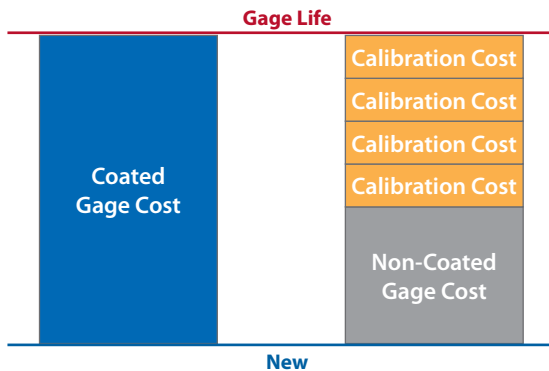 Gage Life
Coated
Gage Cost
Calibration Cost
Calibration Cost
Calibration Cost
Calibration Cost
Non-Coated
Gage Cost
New